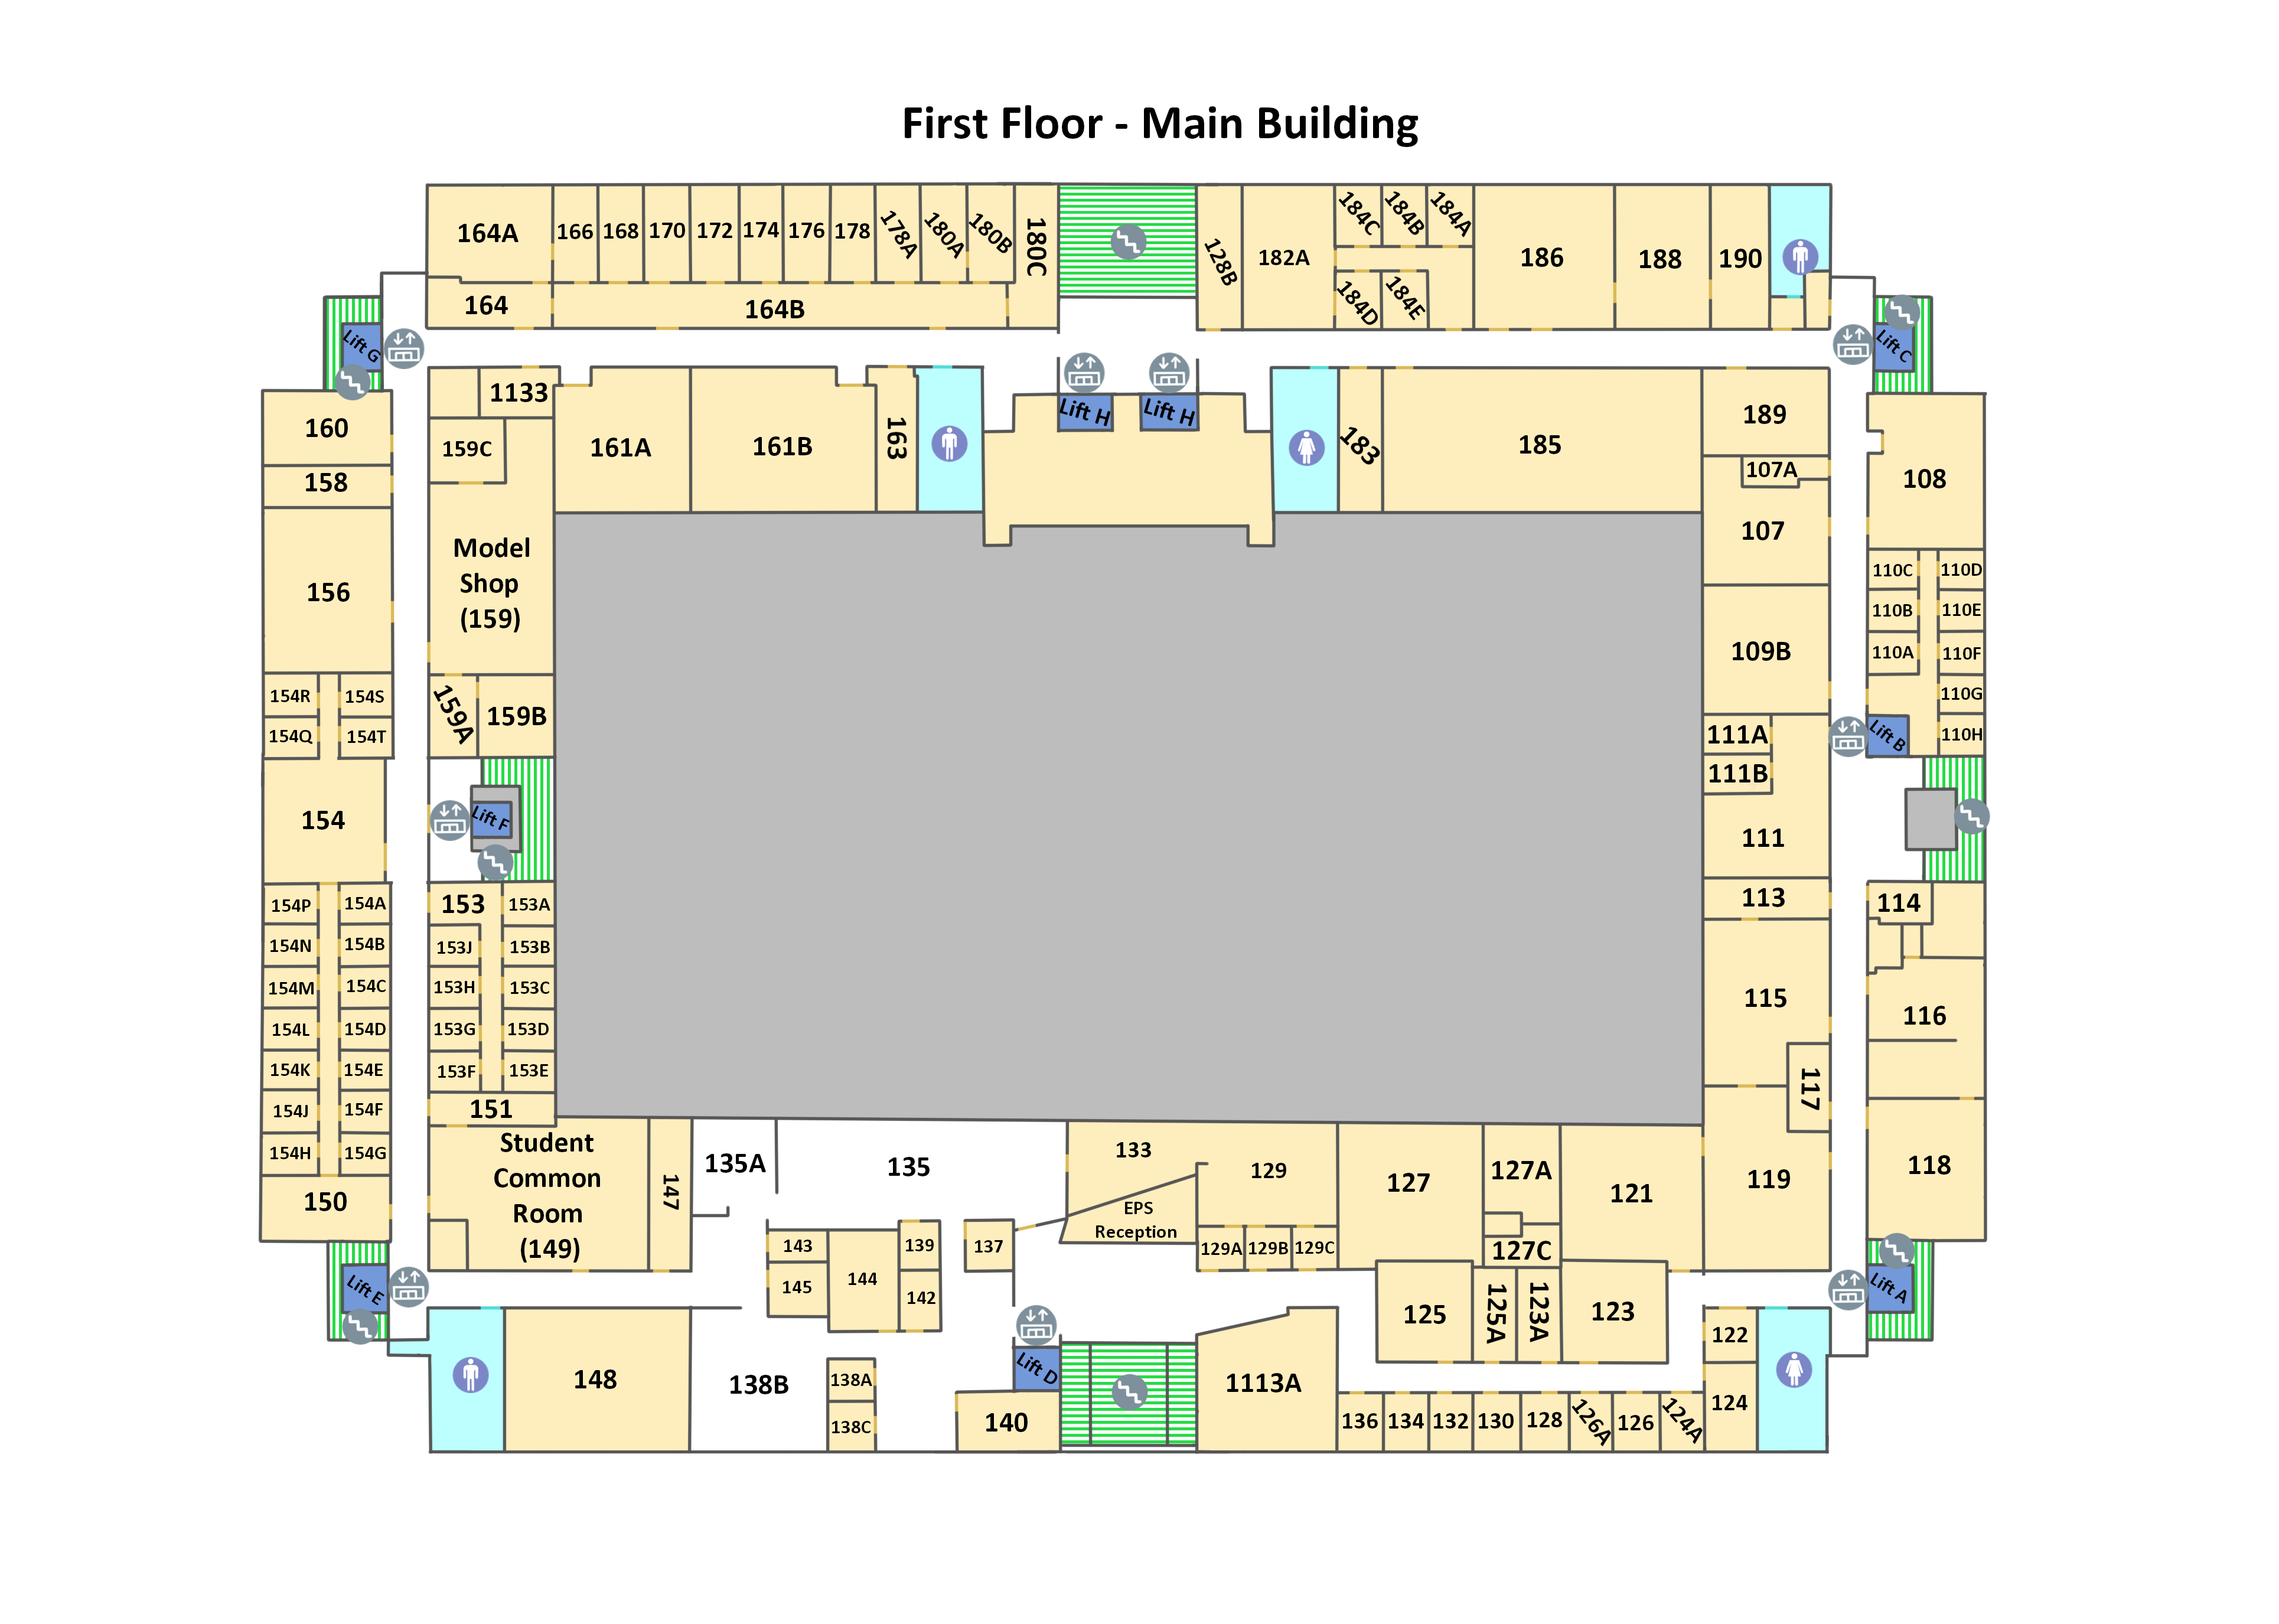 First Floor - Main Building
164A
166
168
170
172
174
176
178
178A
180A
180B
180C
128B
182A
184C
184B
184A
186
188
190
164
164B
184D
184E
Lift G
Lift C
1133
159C
161A
161B
163
Lift H
Lift H
183
185
189
107A
107
108
160
158
156
Model
Shop
(159)
109B
110C
110D
110B
110E
110A
110F
110G
110H
Lift B
154R
154S
154Q
154T
159A
159B
111A
111B
111
154
Lift F
113
114
153
153A
154P
154A
154N
154B
153J
153B
154M
154C
153H
153C
154L
154D
153G
153D
154K
154E
153F
153E
154J
154F
151
154H
154G
150
115
116
117
118
119
Student
Common
Room
(149)
147
135A
135
133
EPS
Reception
129
129A
129B
129C
127
127A
127C
121
143
145
144
139
142
137
125
125A
123A
123
122
124
Lift E
Lift A
Lift D
148
138B
138A
138C
140
1113A
136
134
132
130
128
126A
126
124A